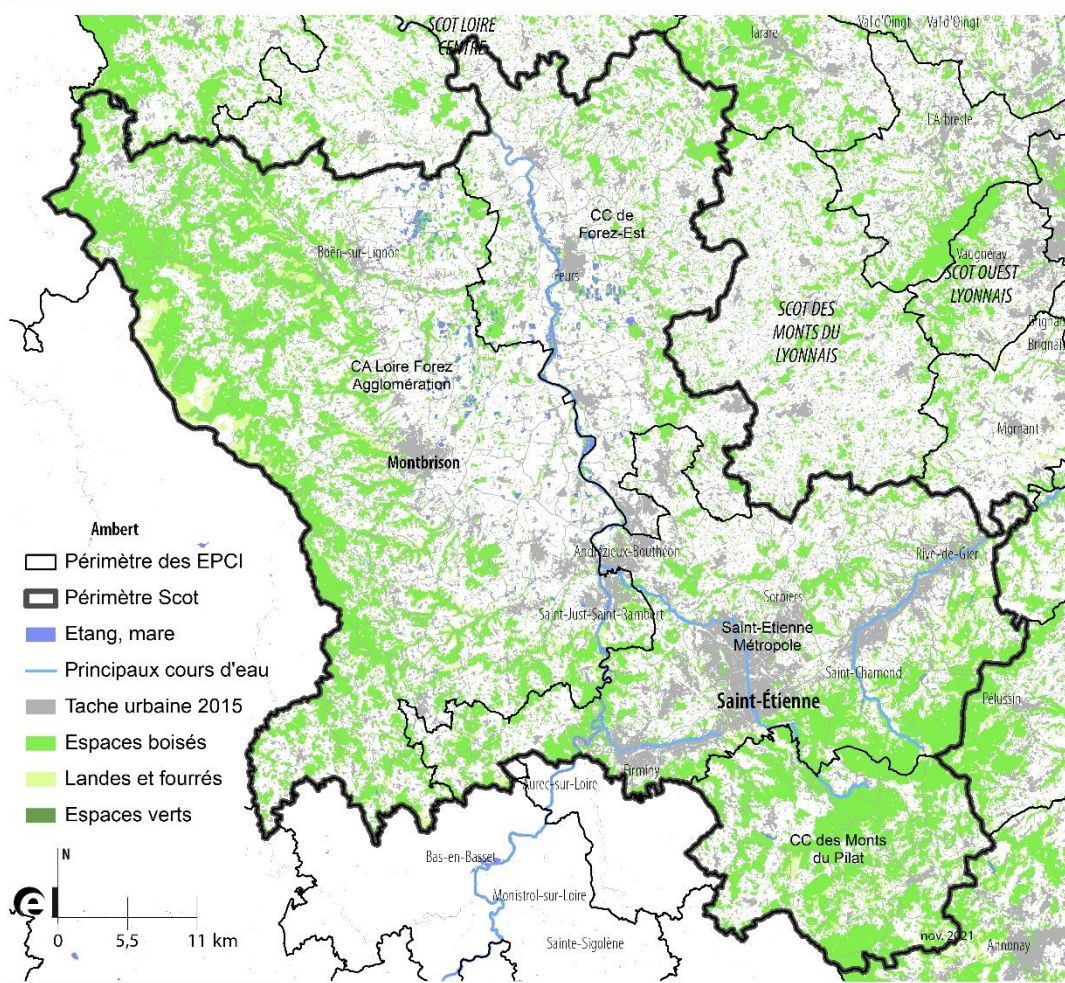 SCOT LOIRE
CENTRE
Tarare
Val d'Oingt
Val d'Oingt
L'Arbresle
CC de
Forez-Est
Boën-sur-Lignon
Feurs
Vaugneray
SCOT OUEST
LYONNAIS
SCOT DES
MONTS DU
LYONNAIS
Brignais
CA Loire Forez
Agglomération
Mornant
Montbrison
Ambert
Périmètre des EPCI
Périmètre Scot
Etang, mare
Principaux cours d'eau
Tache urbaine 2015
Espaces boisés
Landes et fourrés
Espaces verts
N
0
5,5
11 km
e
Andrézieux-Bouthéon
Rive-de-Gier
Saint-Just-Saint-Rambert
Sorbiers
Saint-Etienne
Métropole
Saint-Chamond
Saint-Étienne
Pélussin
Firminy
Aurec-sur-Loire
CC des Monts
du Pilat
Bas-en-Basset
Monistrol-sur-Loire
Sainte-Sigolène
nov. 2021
Annonay